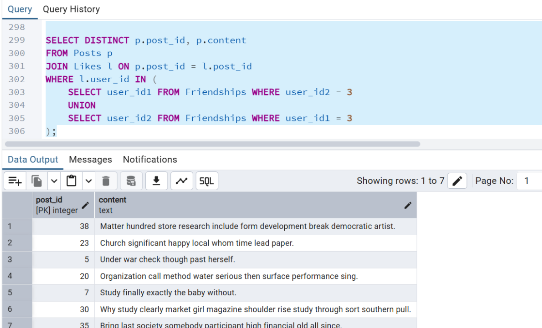 Query Query History
298
299 SELECT DISTINCT p.post_id, p.content
300 FROM Posts p
301 JOIN Likes l ON p.post_id = l.post_id
302 WHERE l.user_id IN (
303 SELECT user_id1 FROM Friendships WHERE user_id2 = 3
304 UNION
305 SELECT user_id2 FROM Friendships WHERE user_id1 = 3
306 );
Data Output Messages Notifications
SQL Showing rows: 1 to 7 Page No: 1
post_id content
[PK] integer text
1 38 Matter hundred store research include form development break democratic artist.
2 23 Church significant happy local whom time lead paper.
3 5 Under war check though past herself.
4 20 Organization call method water serious then surface performance sing.
5 7 Study finally exactly the baby without.
6 30 Why study clearly market girl magazine shoulder rise study through sort southern pull.
7 35 Bring last society somebody participant high financial old all since.